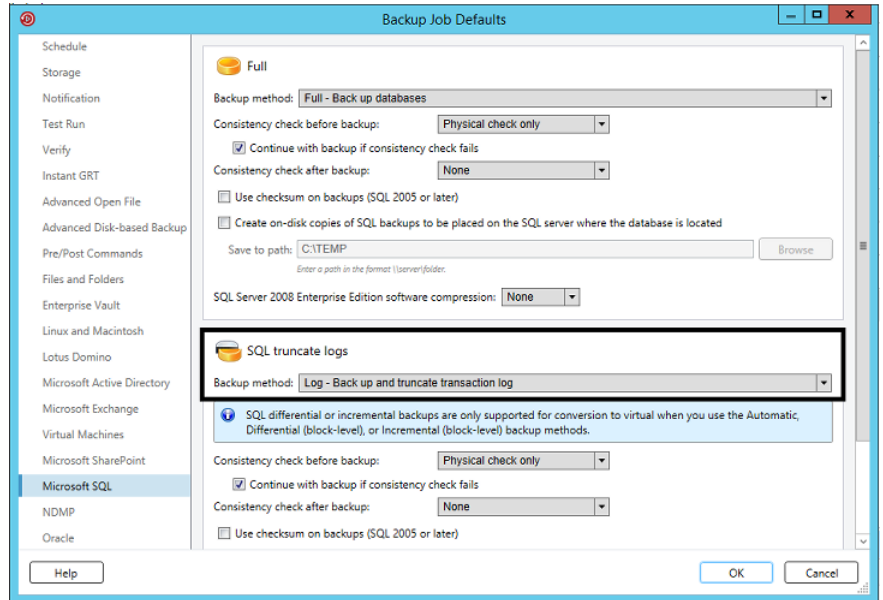 Backup Job Defaults
Schedule
Storage
Notification
Test Run
Verify
Instant GRT
Advanced Open File
Advanced Disk-based Backup
Pre/Post Commands
Files and Folders
Enterprise Vault
Linux and Macintosh
Lotus Domino
Microsoft Active Directory
Microsoft Exchange
Virtual Machines
Microsoft SharePoint
Microsoft SQL
NDMP
Oracle
Full
Backup method: Full - Back up databases
Consistency check before backup: Physical check only
Continue with backup if consistency check fails
Consistency check after backup: None
Use checksum on backups (SQL 2005 or later)
Create on-disk copies of SQL backups to be placed on the SQL server where the database is located
Save to path: C:\TEMP Browse
Enter a path in the format \\server\folder.
SQL Server 2008 Enterprise Edition software compression: None
SQL truncate logs
Backup method: Log - Back up and truncate transaction log
SQL differential or incremental backups are only supported for conversion to virtual when you use the Automatic,
Differential (block-level), or Incremental (block-level) backup methods.
Consistency check before backup: Physical check only
Continue with backup if consistency check fails
Consistency check after backup: None
Use checksum on backups (SQL 2005 or later)
Help OK Cancel